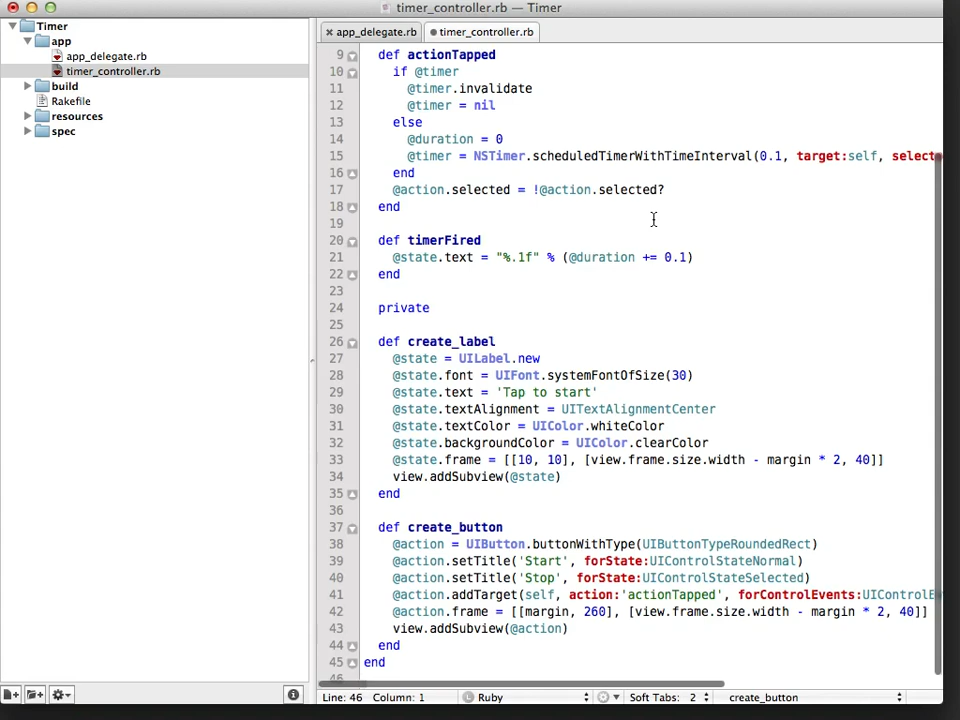 timer_controller.rb — Timer
Timer
app
app_delegate.rb
timer_controller.rb
build
Rakefile
resources
spec
app_delegate.rb
timer_controller.rb
9 def actionTapped
10 if @timer
11 @timer.invalidate
12 @timer = nil
13 else
14 @duration = 0
15 @timer = NSTimer.scheduledTimerWithTimeInterval(0.1, target:self, select
16 end
17 @action.selected = !@action.selected?
18 end
19
20 def timerFired
21 @state.text = "%.1f" % (@duration += 0.1)
22 end
23
24 private
25
26 def create_label
27 @state = UILabel.new
28 @state.font = UIFont.systemFontOfSize(30)
29 @state.text = 'Tap to start'
30 @state.textAlignment = UITextAlignmentCenter
31 @state.textColor = UIColor.whiteColor
32 @state.backgroundColor = UIColor.clearColor
33 @state.frame = [[10, 10], [view.frame.size.width - margin * 2, 40]]
34 view.addSubview(@state)
35 end
36
37 def create_button
38 @action = UIButton.buttonWithType(UIButtonTypeRoundedRect)
39 @action.setTitle('Start', forState:UIControlStateNormal)
40 @action.setTitle('Stop', forState:UIControlStateSelected)
41 @action.addTarget(self, action:'actionTapped', forControlEvents:UIControlE
42 @action.frame = [[margin, 260], [view.frame.size.width - margin * 2, 40]]
43 view.addSubview(@action)
44 end
45 end
46
Line: 46 Column: 1 Ruby Soft Tabs: 2 create_button